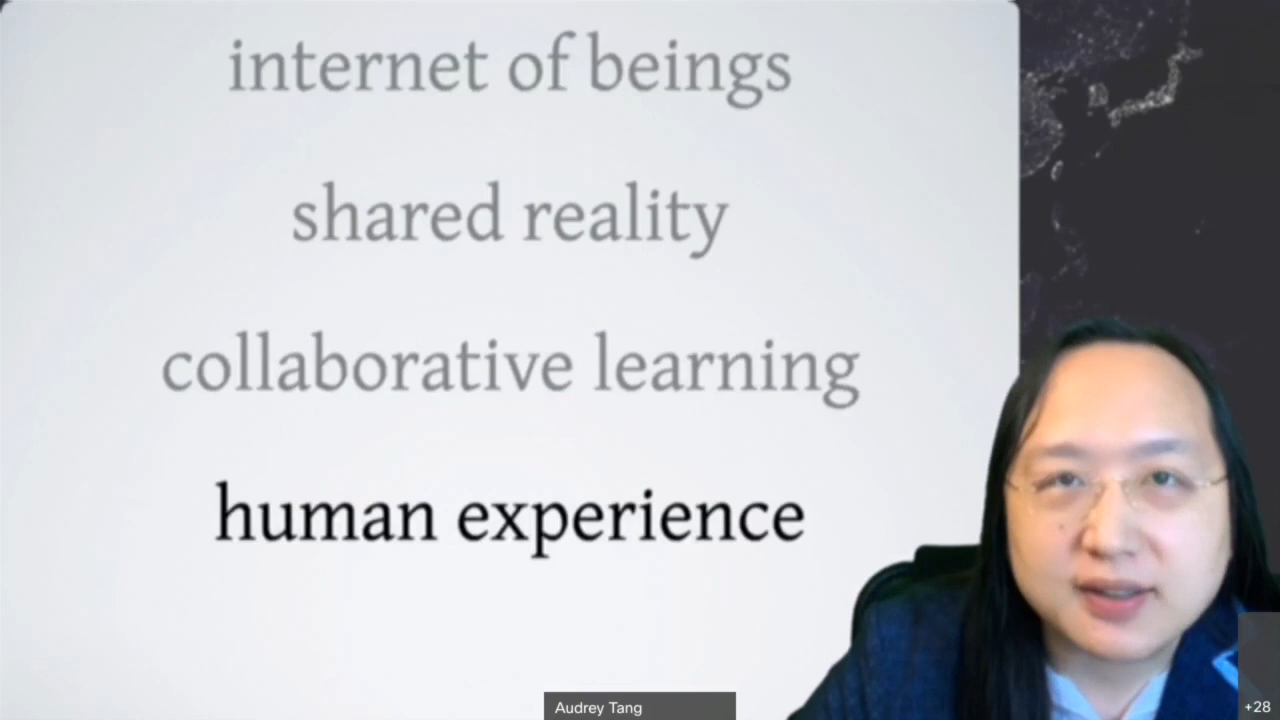 internet of beings
shared reality
collaborative learning
human experience
Audrey Tang
+28